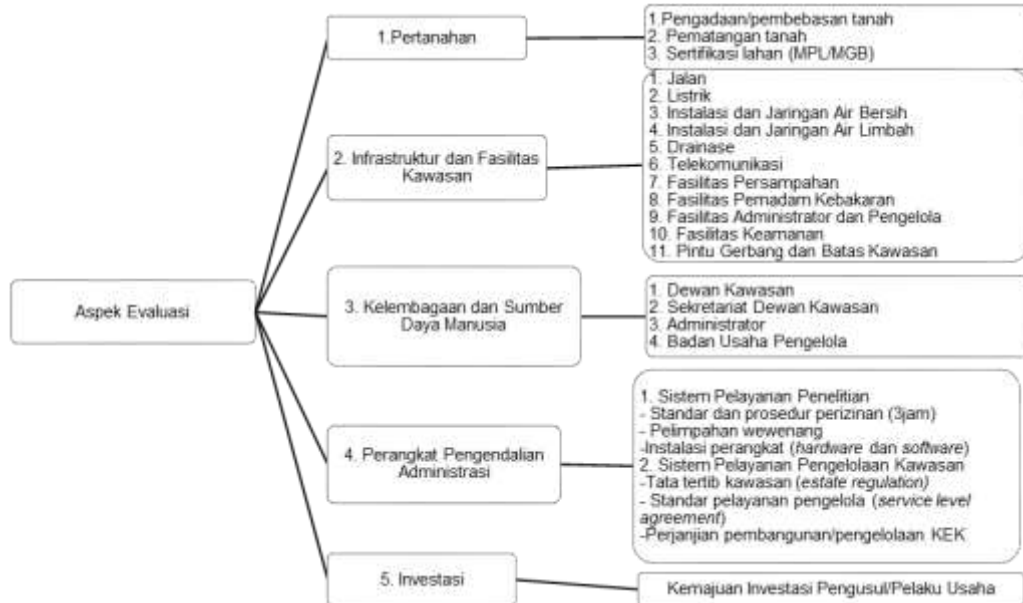 Aspek Evaluasi
1.Pertanahan
1.Pengadaan/pembebasan tanah
2. Pematangan tanah
3. Sertifikasi lahan (MPL/MGB)
2. Infrastruktur dan Fasilitas
Kawasan
1. Jalan
2. Listrik
3. Instalasi dan Jaringan Air Bersih
4. Instalasi dan Jaringan Air Limbah
5. Drainase
6. Telekomunikasi
7. Fasilitas Persampahan
8. Fasilitas Pemadam Kebakaran
9. Fasilitas Administrator dan Pengelola
10. Fasilitas Keamanan
11. Pintu Gerbang dan Batas Kawasan
3. Kelembagaan dan Sumber
Daya Manusia
1. Dewan Kawasan
2. Sekretariat Dewan Kawasan
3. Administrator
4. Badan Usaha Pengelola
4. Perangkat Pengendalian
Administrasi
1. Sistem Pelayanan Penelitian
- Standar dan prosedur perizinan (3jam)
- Pelimpahan wewenang
-Instalasi perangkat (hardware dan software)
2. Sistem Pelayanan Pengelolaan Kawasan
-Tata tertib kawasan (estate regulation)
- Standar pelayanan pengelola (service level
agreement)
-Perjanjian pembangunan/pengelolaan KEK
5. Investasi
Kemajuan Investasi Pengusul/Pelaku Usaha